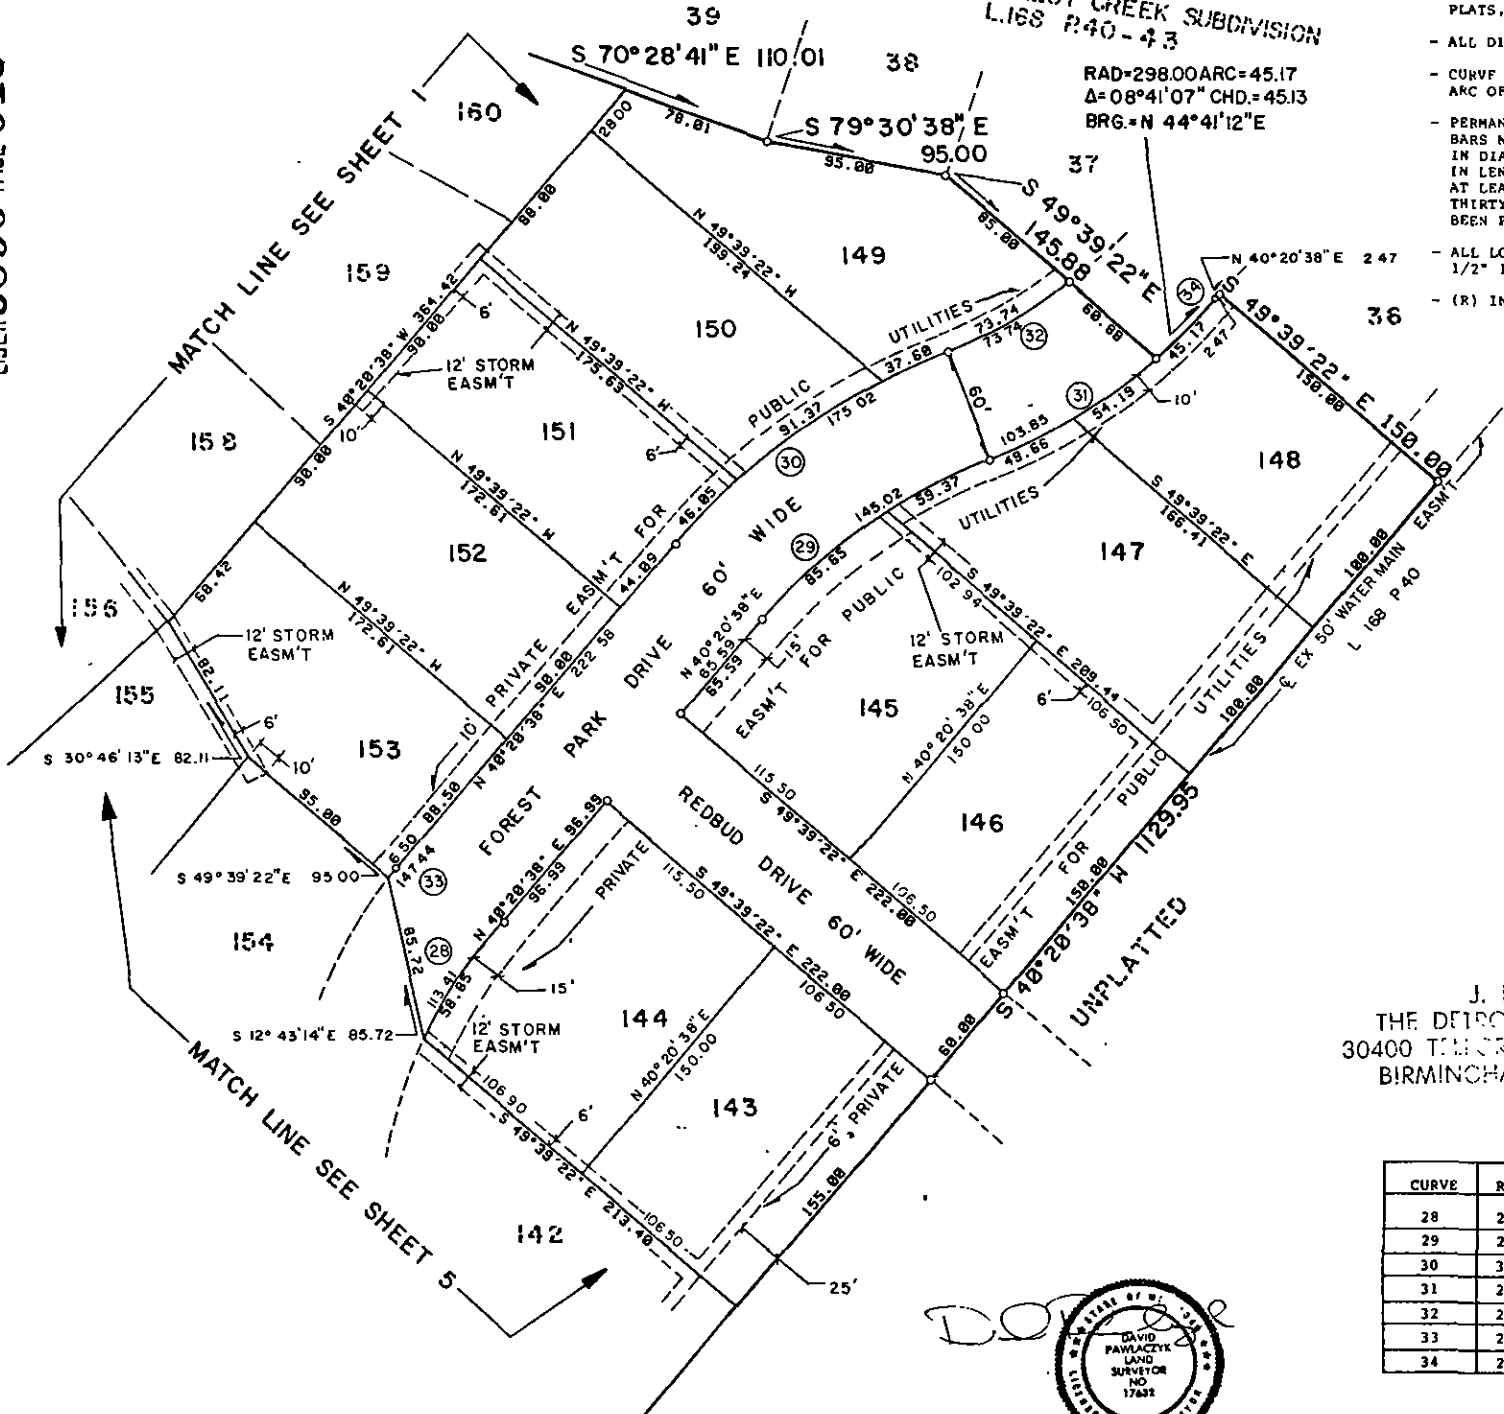 39
S 70°28'41" E 110.01
38
CREEK SUBDIVISION
L.168 P.40-43
RAD=298.00 ARC=45.17
Δ=08°41'07" CHD.=45.13
BRG.=N 44°41'12"E
PLATS.
- ALL DI
- CURVE
ARC OF
- PERMAN
BARS N
IN DIA
IN LEN
AT LEA
THIRTY
BEEN P
- ALL LO
1/2" I
- (R) IN
MATCH LINE SEE SHEET 1
160
28.00
78.01
S 79°30'38" E
95.00
95.00
37
S 49°39'22" E
145.88
85.00
N 40°20'38"E 2 47
36
88.00
N 49°39'22" W
199.24
149
159
150
S 40°20'38" W 364.42
90.00
6'
12' STORM
EASM'T
N 49°39'22" W
175.63
UTILITIES
73.74
73.74
32
60.88
34
45.17
247
S 49°39'22" E 150.00
150.00
37.68
PUBLIC
91.37
175 02
60'
31
103.85
54.19
49.66
10'
158
10'
151
6'
30
148
90.00
N 49°39'22" W
172.61
46.05
FOR
WIDE
60'
145.02
59.37
UTILITIES
S 49°39'22" E
166.41
147
152
44.09
EASM'T
29
85.65
102 94
S 49°39'22" E 209.44
100.00
℄ EX 50' WATER MAIN EASM'T
L 168 P 40
68.42
N 49°39'22" W
172.61
156
12' STORM
EASM'T
PRIVATE
N 40°20'38"E
65.59
65.59
15'
EASM'T FOR PUBLIC
12' STORM
EASM'T
UTILITIES
82.11
90.00
N 40°20'38" E 222 58
DRIVE
155
6'
10'
153
10'
PARK
145
N 40°20'38"E
150 00
6'
106.50
100.00
S 30°46'13"E 82.11
95.00
88.50
FOREST
115.50
S 49°39'22" E 222.00
106.50
PUBLIC
REDBUD DRIVE 60' WIDE
146
S 49°39'22"E 95 00
6.50
147 44
33
N 40°20'38" E 96.99
96.99
PRIVATE
115.50
S 49°39'22" E 222.00
106.50
FOR
EASM'T
150.00
S 40°20'38" W 1129.95
UNPLATTED
154
85.72
28
113.41
58.85
15'
12' STORM
EASM'T
144
N 40°20'38"E
150.00
60.00
S 12°43'14"E 85.72
106.90
6'
S 49°39'22" E 213.40
106.50
143
6' PRIVATE
155.00
25'
MATCH LINE SEE SHEET 5
142
J.
THE DETRO
30400 TELEGR
BIRMINGHA
CURVE R
28 2
29 2
30 3
31 2
32 2
33 2
34 2
STATE OF MI
DAVID
PAWLACZYK
LAND
SURVEYOR
NO
17632